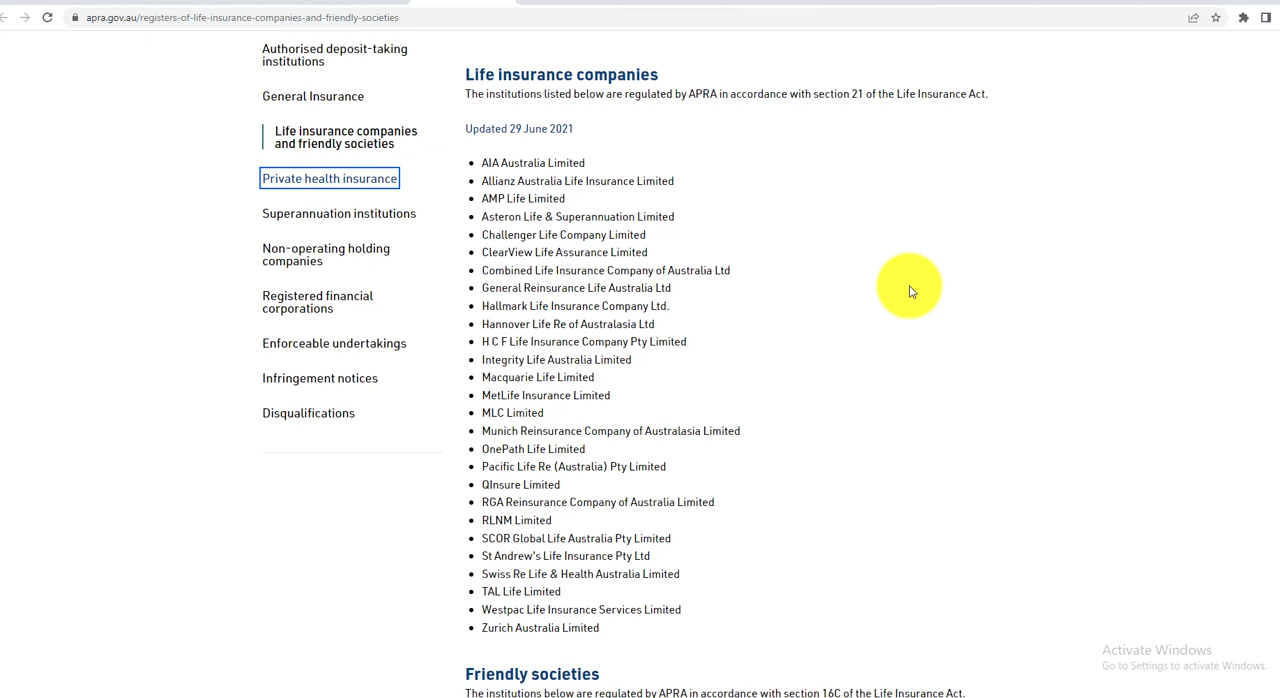 apra.gov.au/registers-of-life-insurance-companies-and-friendly-societies
Authorised deposit-taking
institutions
General Insurance
Life insurance companies
and friendly societies
Private health insurance
Superannuation institutions
Non-operating holding
companies
Registered financial
corporations
Enforceable undertakings
Infringement notices
Disqualifications
Life insurance companies
The institutions listed below are regulated by APRA in accordance with section 21 of the Life Insurance Act.
Updated 29 June 2021
AIA Australia Limited
Allianz Australia Life Insurance Limited
AMP Life Limited
Asteron Life & Superannuation Limited
Challenger Life Company Limited
ClearView Life Assurance Limited
Combined Life Insurance Company of Australia Ltd
General Reinsurance Life Australia Ltd
Hallmark Life Insurance Company Ltd.
Hannover Life Re of Australasia Ltd
H C F Life Insurance Company Pty Limited
Integrity Life Australia Limited
Macquarie Life Limited
MetLife Insurance Limited
MLC Limited
Munich Reinsurance Company of Australasia Limited
OnePath Life Limited
Pacific Life Re (Australia) Pty Limited
QInsure Limited
RGA Reinsurance Company of Australia Limited
RLNM Limited
SCOR Global Life Australia Pty Limited
St Andrew's Life Insurance Pty Ltd
Swiss Re Life & Health Australia Limited
TAL Life Limited
Westpac Life Insurance Services Limited
Zurich Australia Limited
Friendly societies
The institutions below are regulated by APRA in accordance with section 16C of the Life Insurance Act.
Activate Windows
Go to Settings to activate Windows.